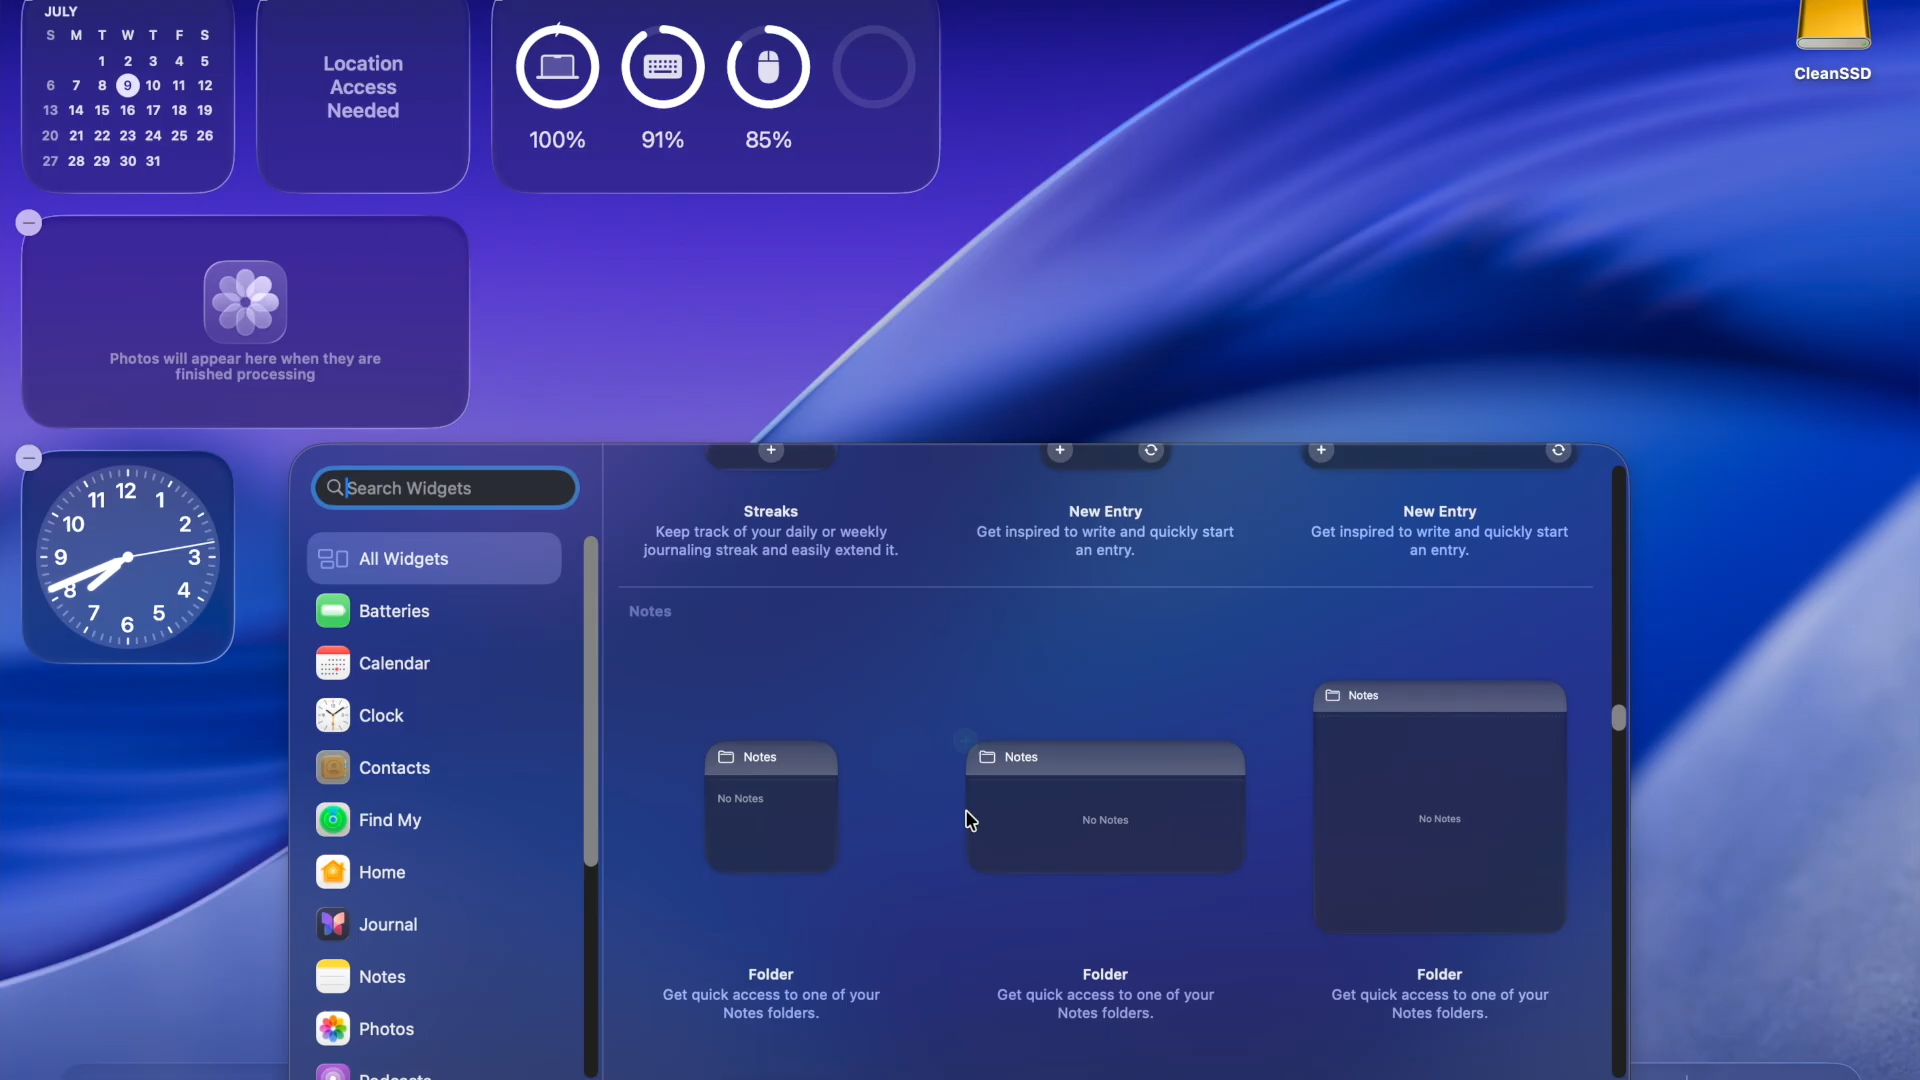 JULY
S M T W T F S
1 2 3 4 5
6 7 8 9 10 11 12
13 14 15 16 17 18 19
20 21 22 23 24 25 26
27 28 29 30 31
Location
Access
Needed
100% 91% 85%
CleanSSD
Photos will appear here when they are
finished processing
12
1
2
3
4
5
6
7
8
9
10
11
Search Widgets
All Widgets
Batteries
Calendar
Clock
Contacts
Find My
Home
Journal
Notes
Photos
Podcasts
Streaks
Keep track of your daily or weekly
journaling streak and easily extend it.
New Entry
Get inspired to write and quickly start
an entry.
New Entry
Get inspired to write and quickly start
an entry.
Notes
Notes
No Notes
Folder
Get quick access to one of your
Notes folders.
Notes
No Notes
Folder
Get quick access to one of your
Notes folders.
Notes
No Notes
Folder
Get quick access to one of your
Notes folders.